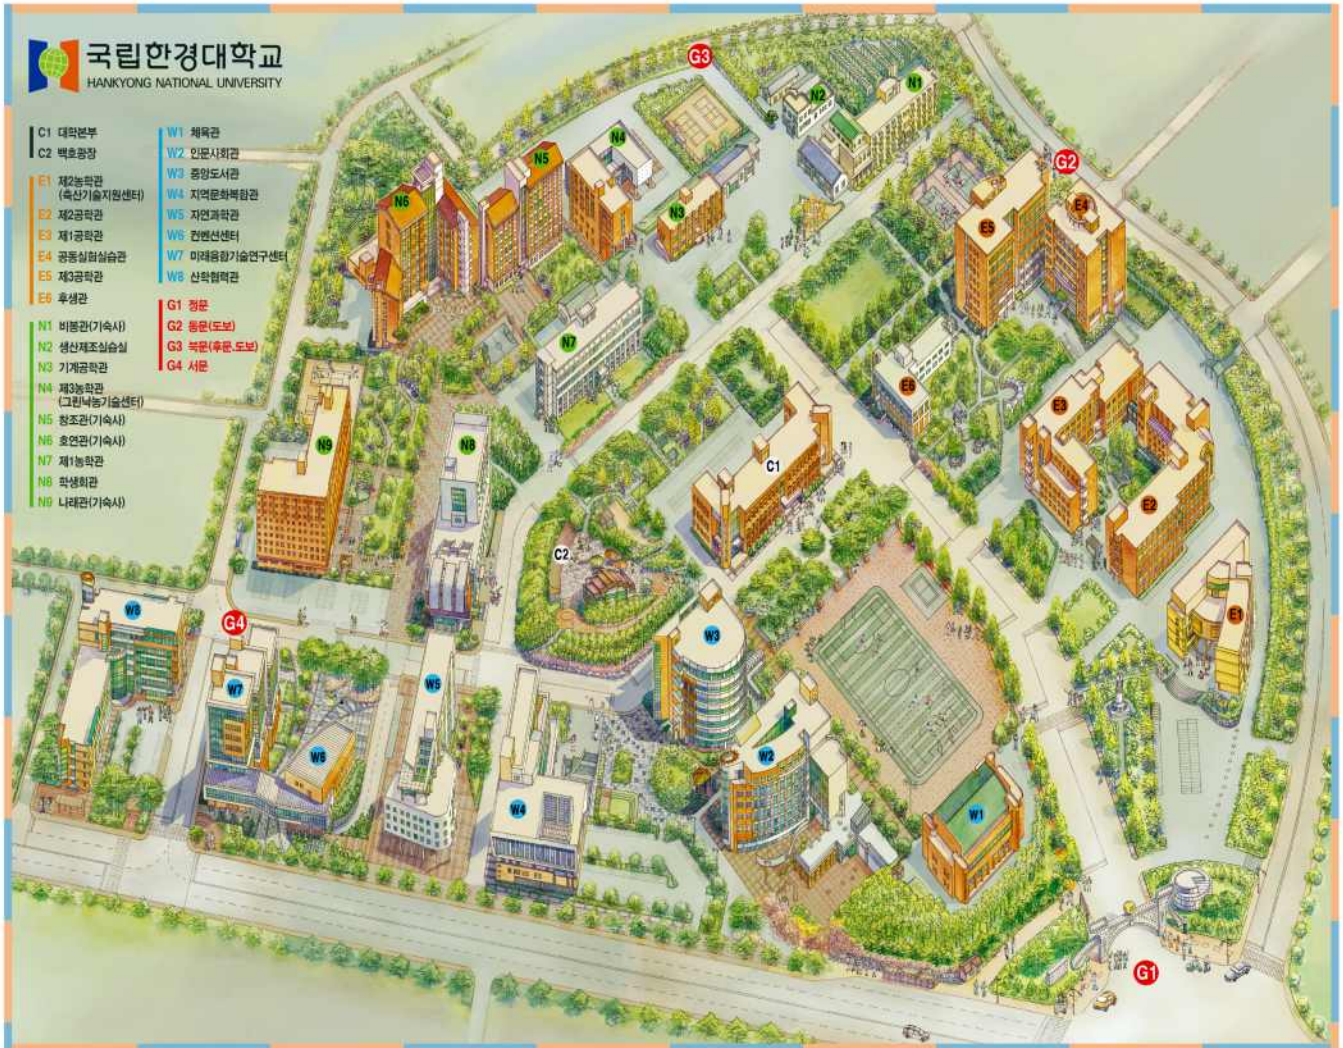 국립한경대학교
HANKYONG NATIONAL UNIVERSITY
C1 대학본부
C2 백호광장
E1 제2농학관
(축산기술지원센터)
E2 제2공학관
E3 제1공학관
E4 공동실험실습관
E5 제3공학관
E6 후생관
N1 비봉관(기숙사)
N2 생산제조실습실
N3 기계공학관
N4 제3농학관
(그린낙농기술센터)
N5 창조관(기숙사)
N6 호연관(기숙사)
N7 제1농학관
N8 학생회관
N9 나래관(기숙사)
W1 체육관
W2 인문사회관
W3 중앙도서관
W4 지역문화복합관
W5 자연과학관
W6 컨벤션센터
W7 미래융합기술연구센터
W8 산학협력관
G1 정문
G2 동문(도보)
G3 북문(후문.도보)
G4 서문
G3
N1
N2
N4
N5
G2
N6
N3
E4
E5
N7
E6
E3
N9
N8
C1
E2
C2
W8
G4
E1
W3
W5
W7
W6
W2
W4
W1
G1